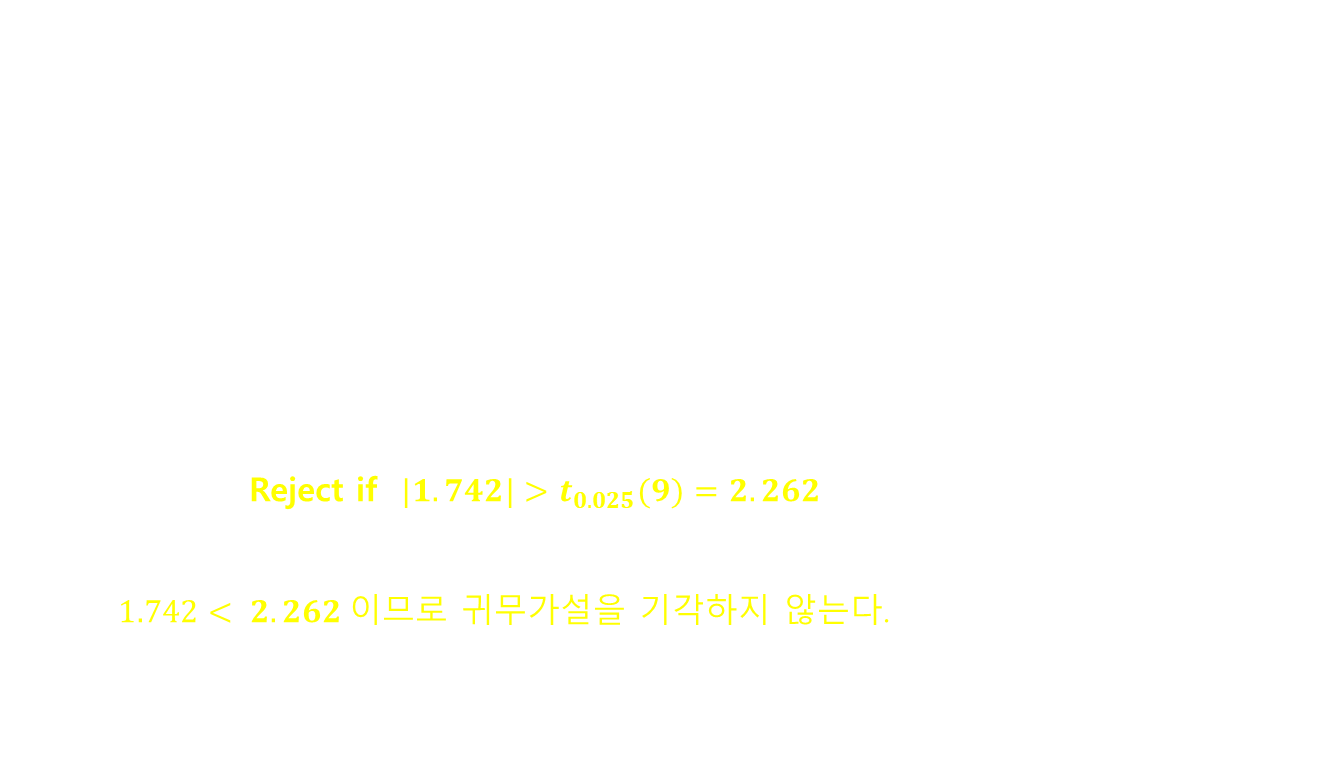 Reject if |1.742| > t₀.₀₂₅(9) = 2.262
1.742 < 2.262 이므로 귀무가설을 기각하지 않는다.